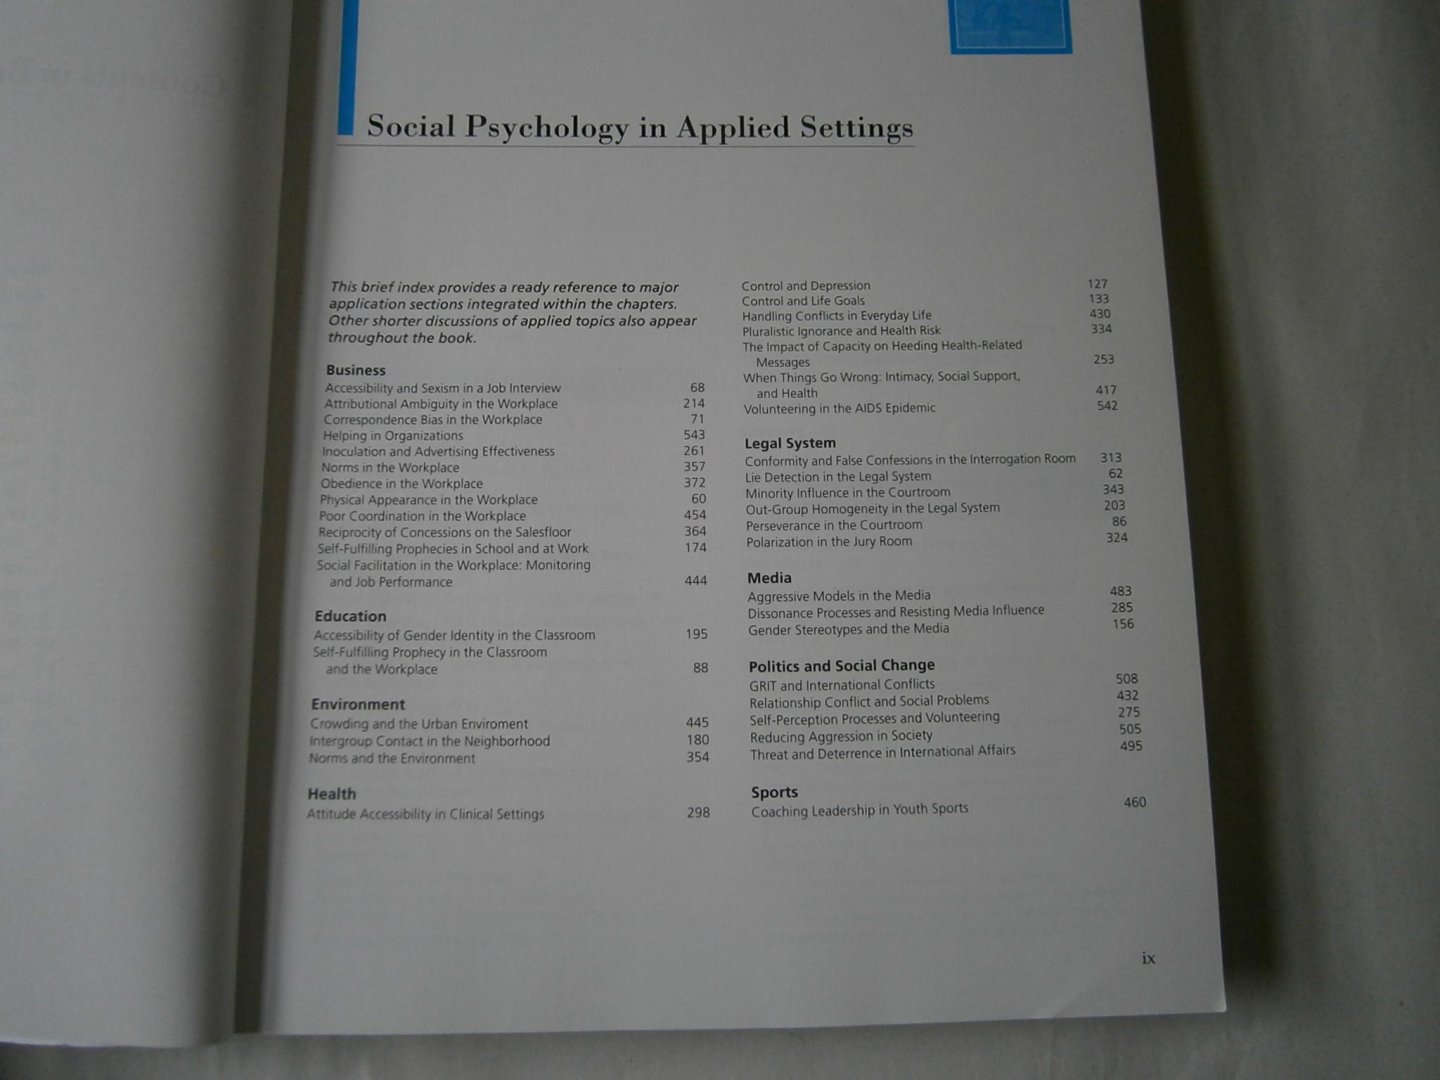 Social Psychology in Applied Settings
This brief index provides a ready reference to major
application sections integrated within the chapters.
Other shorter discussions of applied topics also appear
throughout the book.
Business
Accessibility and Sexism in a Job Interview 68
Attributional Ambiguity in the Workplace 214
Correspondence Bias in the Workplace 71
Helping in Organizations 543
Inoculation and Advertising Effectiveness 261
Norms in the Workplace 357
Obedience in the Workplace 372
Physical Appearance in the Workplace 60
Poor Coordination in the Workplace 454
Reciprocity of Concessions on the Salesfloor 364
Self-Fulfilling Prophecies in School and at Work 174
Social Facilitation in the Workplace: Monitoring
and Job Performance 444
Education
Accessibility of Gender Identity in the Classroom 195
Self-Fulfilling Prophecy in the Classroom
and the Workplace 88
Environment
Crowding and the Urban Enviroment 445
Intergroup Contact in the Neighborhood 180
Norms and the Environment 354
Health
Attitude Accessibility in Clinical Settings 298
Control and Depression 127
Control and Life Goals 133
Handling Conflicts in Everyday Life 430
Pluralistic Ignorance and Health Risk 334
The Impact of Capacity on Heeding Health-Related
Messages 253
When Things Go Wrong: Intimacy, Social Support,
and Health 417
Volunteering in the AIDS Epidemic 542
Legal System
Conformity and False Confessions in the Interrogation Room 313
Lie Detection in the Legal System 62
Minority Influence in the Courtroom 343
Out-Group Homogeneity in the Legal System 203
Perseverance in the Courtroom 86
Polarization in the Jury Room 324
Media
Aggressive Models in the Media 483
Dissonance Processes and Resisting Media Influence 285
Gender Stereotypes and the Media 156
Politics and Social Change
GRIT and International Conflicts 508
Relationship Conflict and Social Problems 432
Self-Perception Processes and Volunteering 275
Reducing Aggression in Society 505
Threat and Deterrence in International Affairs 495
Sports
Coaching Leadership in Youth Sports 460
ix